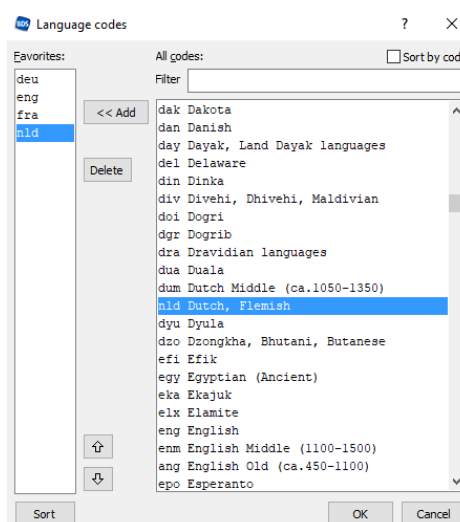 BDS Language codes ? ×
Favorites:
All codes:
Sort by cod
Filter
deu
eng
fra
nld
<< Add
Delete
dak Dakota
dan Danish
day Dayak, Land Dayak languages
del Delaware
din Dinka
div Divehi, Dhivehi, Maldivian
doi Dogri
dgr Dogrib
dra Dravidian languages
dua Duala
dum Dutch Middle (ca.1050-1350)
nld Dutch, Flemish
dyu Dyula
dzo Dzongkha, Bhutani, Butanese
efi Efik
egy Egyptian (Ancient)
eka Ekajuk
elx Elamite
eng English
enm English Middle (1100-1500)
ang English Old (ca.450-1100)
epo Esperanto
Sort
OK
Cancel